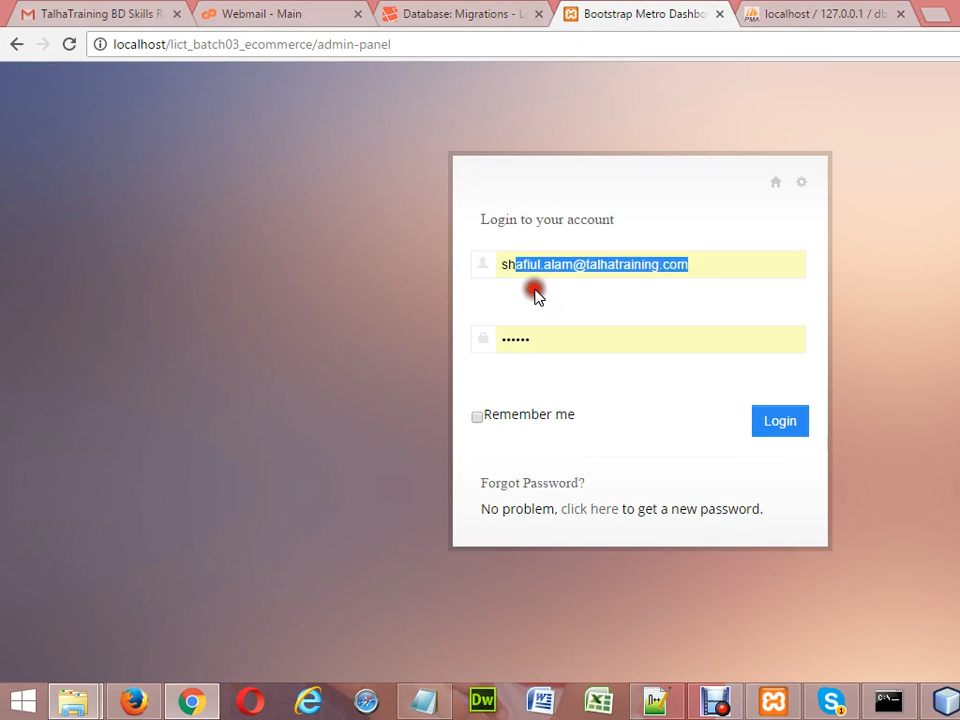 TalhaTraining BD Skills R
Webmail - Main
Database: Migrations - L
Bootstrap Metro Dashbo
localhost / 127.0.0.1 / db
localhost/lict_batch03_ecommerce/admin-panel
Login to your account
shafiul.alam@talhatraining.com
••••••
Remember me
Login
Forgot Password?
No problem, click here to get a new password.